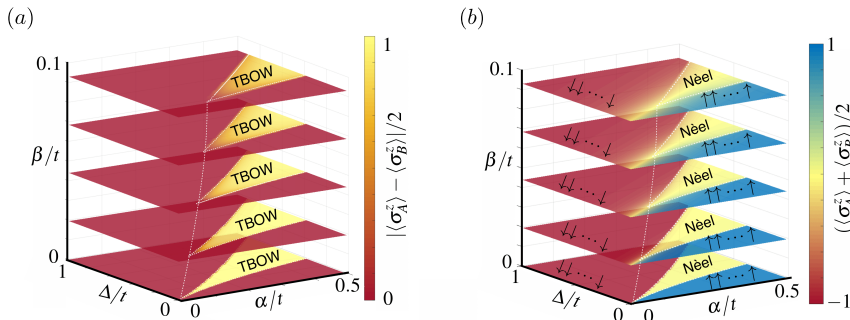 (a)
0.1
β/t
0
1
Δ/t
0
0
α/t
0.5
TBOW
TBOW
TBOW
TBOW
TBOW
1
0
|⟨σ_A^z⟩ − ⟨σ_B^z⟩|/2
(b)
0.1
β/t
0
1
Δ/t
0
0
α/t
0.5
↓↓···↓ Nèel ↑↑···↑
↓↓···↓ Nèel ↑↑···↑
↓↓···↓ Nèel ↑↑···↑
Nèel ↑↑···↑
↓↓···↓ Nèel ↑↑···↑
1
−1
(⟨σ_A^z⟩ + ⟨σ_B^z⟩)/2